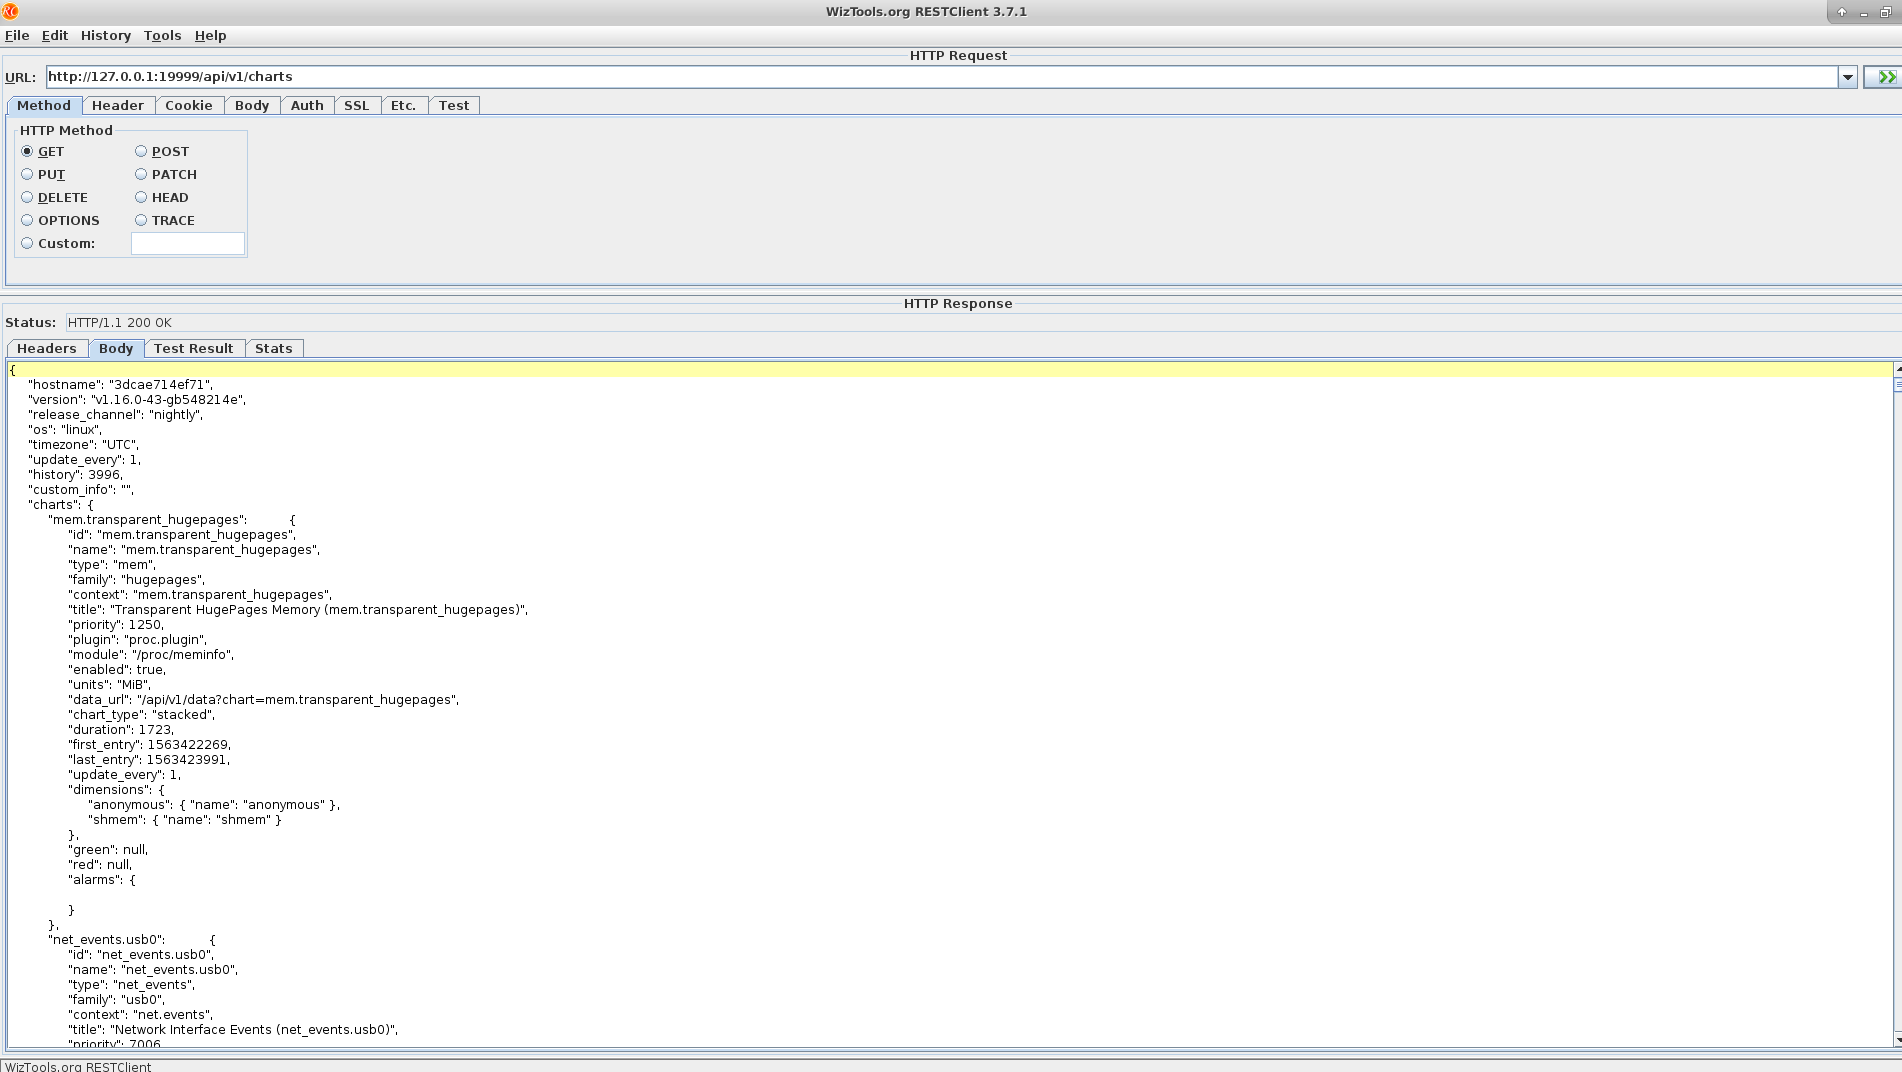 WizTools.org RESTClient 3.7.1
File Edit History Tools Help
HTTP Request
URL: http://127.0.0.1:19999/api/v1/charts
Method Header Cookie Body Auth SSL Etc. Test
HTTP Method
GET POST
PUT PATCH
DELETE HEAD
OPTIONS TRACE
Custom:
HTTP Response
Status: HTTP/1.1 200 OK
Headers Body Test Result Stats
{
"hostname": "3dcae714ef71",
"version": "v1.16.0-43-gb548214e",
"release_channel": "nightly",
"os": "linux",
"timezone": "UTC",
"update_every": 1,
"history": 3996,
"custom_info": "",
"charts": {
"mem.transparent_hugepages": {
"id": "mem.transparent_hugepages",
"name": "mem.transparent_hugepages",
"type": "mem",
"family": "hugepages",
"context": "mem.transparent_hugepages",
"title": "Transparent HugePages Memory (mem.transparent_hugepages)",
"priority": 1250,
"plugin": "proc.plugin",
"module": "/proc/meminfo",
"enabled": true,
"units": "MiB",
"data_url": "/api/v1/data?chart=mem.transparent_hugepages",
"chart_type": "stacked",
"duration": 1723,
"first_entry": 1563422269,
"last_entry": 1563423991,
"update_every": 1,
"dimensions": {
"anonymous": { "name": "anonymous" },
"shmem": { "name": "shmem" }
},
"green": null,
"red": null,
"alarms": {
}
},
"net_events.usb0": {
"id": "net_events.usb0",
"name": "net_events.usb0",
"type": "net_events",
"family": "usb0",
"context": "net.events",
"title": "Network Interface Events (net_events.usb0)",
"priority": 7006,
WizTools.org RESTClient